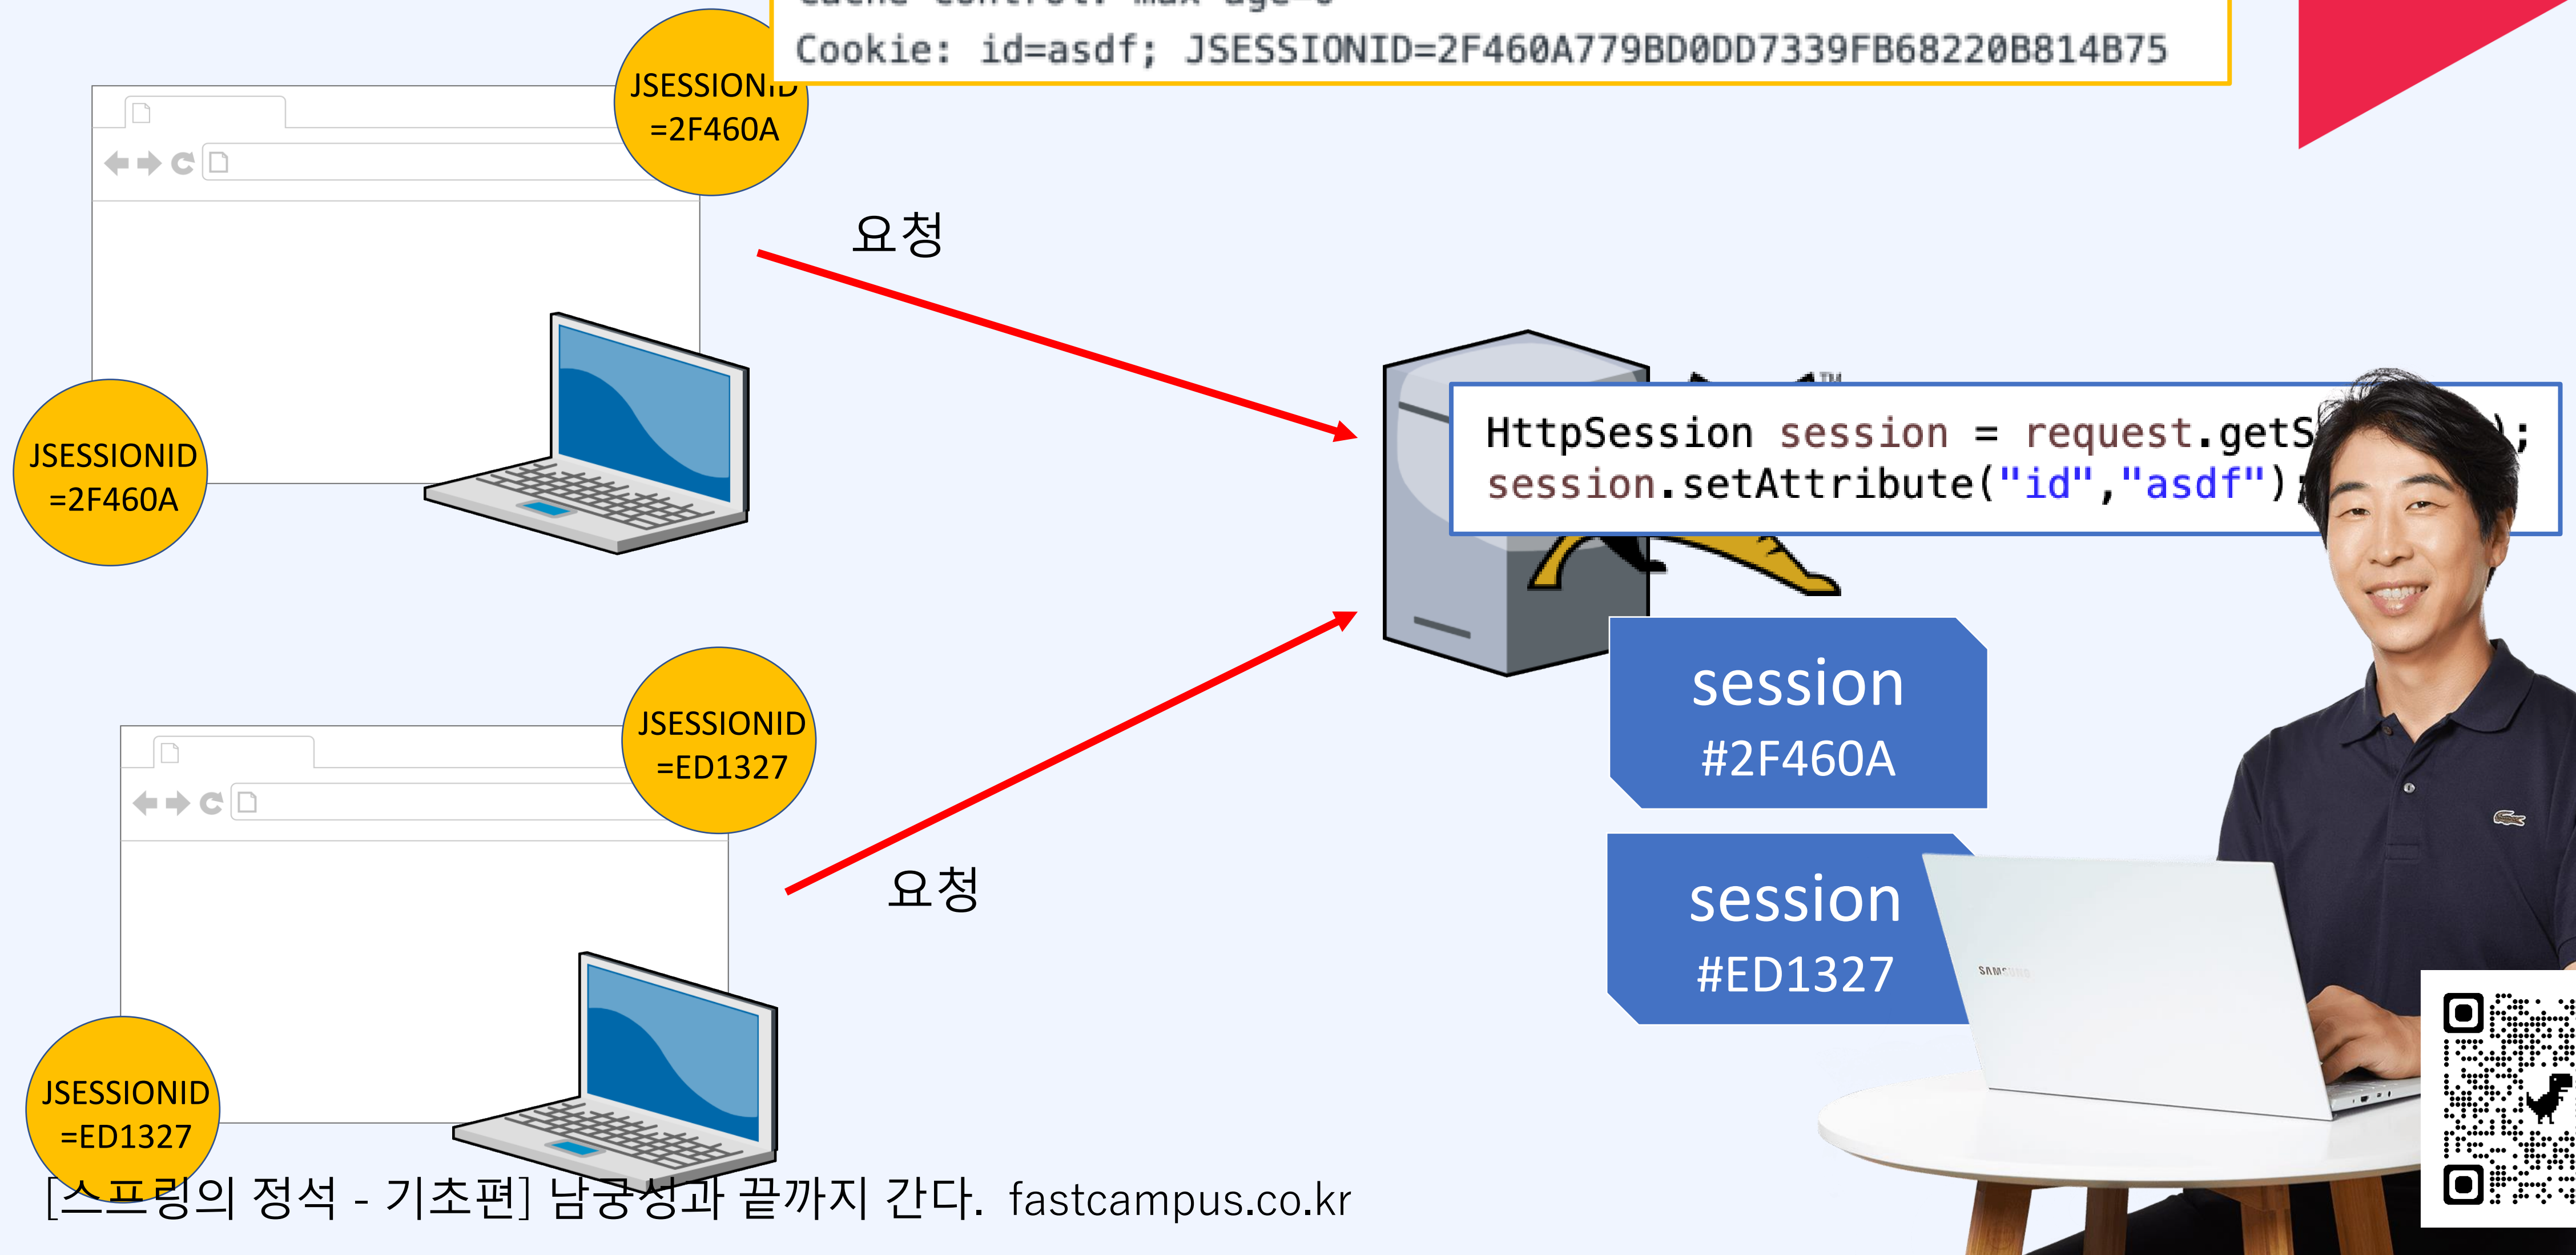 Cookie: id=asdf; JSESSIONID=2F460A779BD0DD7339FB68220B814B75
JSESSIONID
=2F460A
요청
JSESSIONID
=2F460A
TM
HttpSession session = request.getS );
session.setAttribute("id","asdf");
session
#2F460A
JSESSIONID
=ED1327
요청
session
#ED1327
JSESSIONID
=ED1327
[스프링의 정석 - 기초편] 남궁성과 끝까지 간다. fastcampus.co.kr